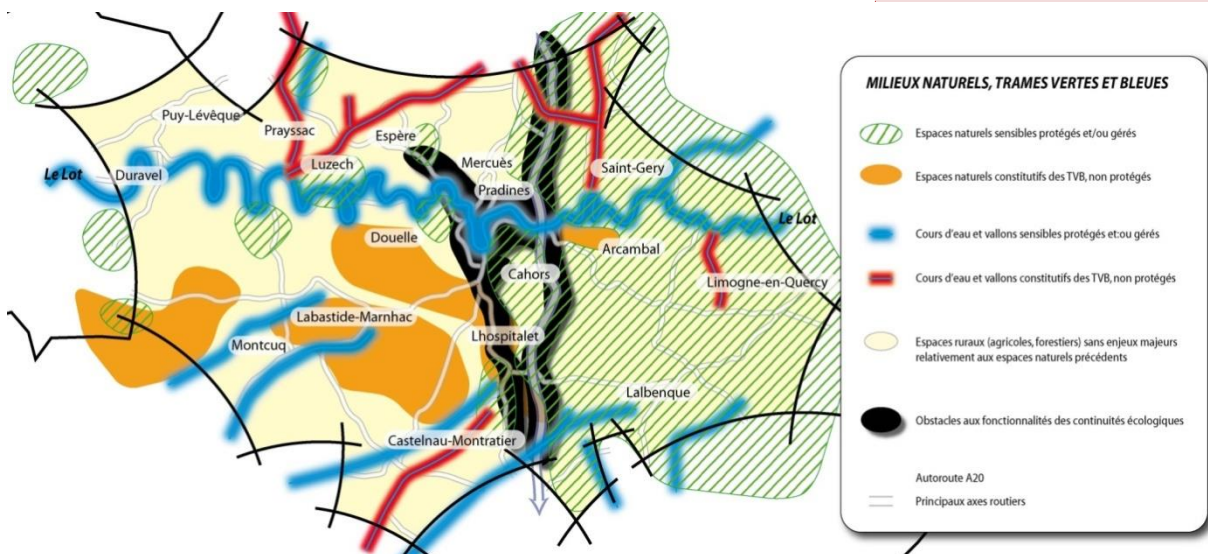 MILIEUX NATURELS, TRAMES VERTES ET BLEUES
Espaces naturels sensibles protégés et/ou gérés
Espaces naturels constitutifs des TVB, non protégés
Cours d'eau et vallons sensibles protégés et:ou gérés
Cours d'eau et vallons constitutifs des TVB, non protégés
Espaces ruraux (agricoles, forestiers) sans enjeux majeurs
relativement aux espaces naturels précédents
Obstacles aux fonctionnalités des continuités écologiques
Autoroute A20
Principaux axes routiers
Puy-Lévêque
Prayssac
Espère
Mercuès
Luzech
Saint-Gery
Le Lot
Duravel
Pradines
Le Lot
Douelle
Arcambal
Cahors
Limogne-en-Quercy
Labastide-Marnhac
Lhospitalet
Montcuq
Lalbenque
Castelnau-Montratier